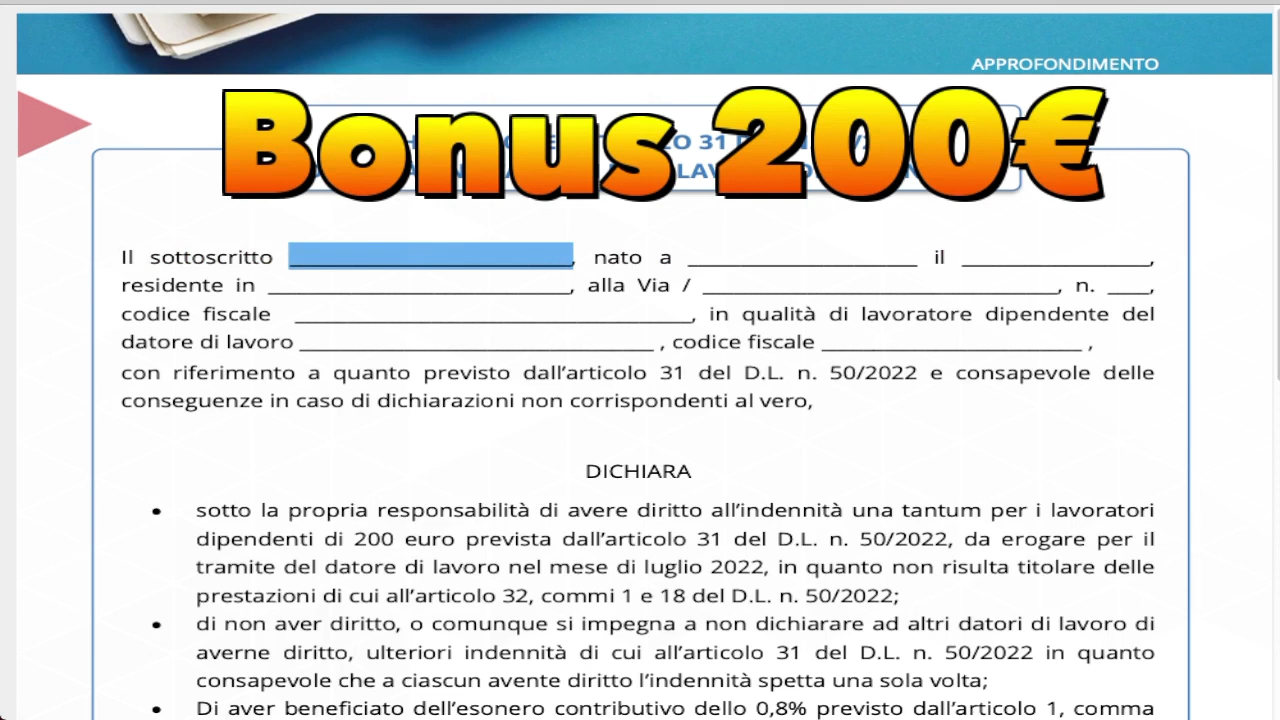 APPROFONDIMENTO
Bonus 200€
Il sottoscritto ____________________________, nato a _______________________ il ___________________,
residente in ______________________________, alla Via / ___________________________________, n. ____,
codice fiscale _______________________________________, in qualità di lavoratore dipendente del
datore di lavoro ___________________________________ , codice fiscale __________________________ ,
con riferimento a quanto previsto dall’articolo 31 del D.L. n. 50/2022 e consapevole delle
conseguenze in caso di dichiarazioni non corrispondenti al vero,
DICHIARA
• sotto la propria responsabilità di avere diritto all’indennità una tantum per i lavoratori
dipendenti di 200 euro prevista dall’articolo 31 del D.L. n. 50/2022, da erogare per il
tramite del datore di lavoro nel mese di luglio 2022, in quanto non risulta titolare delle
prestazioni di cui all’articolo 32, commi 1 e 18 del D.L. n. 50/2022;
• di non aver diritto, o comunque si impegna a non dichiarare ad altri datori di lavoro di
averne diritto, ulteriori indennità di cui all’articolo 31 del D.L. n. 50/2022 in quanto
consapevole che a ciascun avente diritto l’indennità spetta una sola volta;
• Di aver beneficiato dell’esonero contributivo dello 0,8% previsto dall’articolo 1, comma